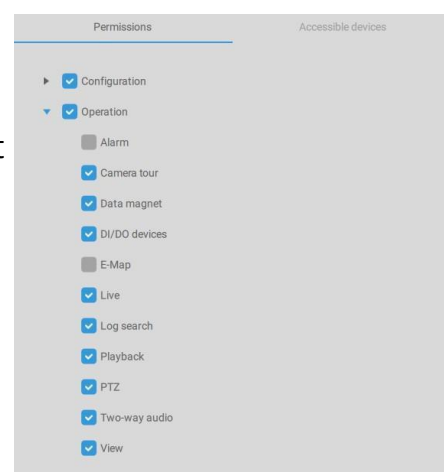 Permissions Accessible devices
Configuration
Operation
Alarm
Camera tour
Data magnet
DI/DO devices
E-Map
Live
Log search
Playback
PTZ
Two-way audio
View